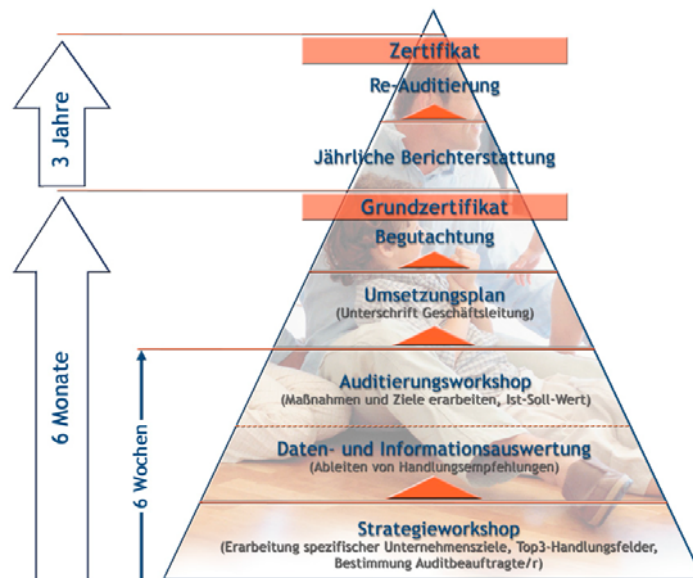 Zertifikat
Re-Auditierung
3 Jahre
Jährliche Berichterstattung
Grundzertifikat
Begutachtung
Umsetzungsplan
(Unterschrift Geschäftsleitung)
6 Monate
Auditierungsworkshop
(Maßnahmen und Ziele erarbeiten, Ist-Soll-Wert)
6 Wochen
Daten- und Informationsauswertung
(Ableiten von Handlungsempfehlungen)
Strategieworkshop
(Erarbeitung spezifischer Unternehmensziele, Top3-Handlungsfelder,
Bestimmung Auditbeauftragte/r)